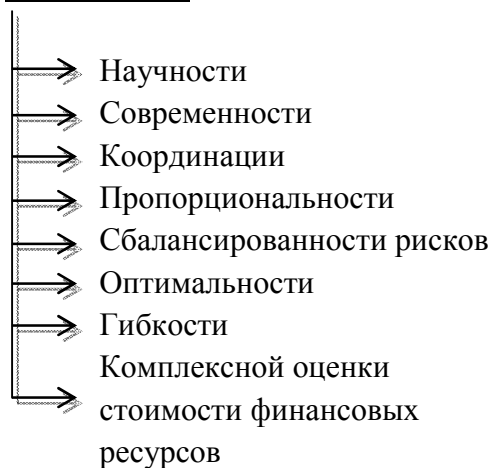 Научности
Современности
Координации
Пропорциональности
Сбалансированности рисков
Оптимальности
Гибкости
Комплексной оценки
стоимости финансовых
ресурсов